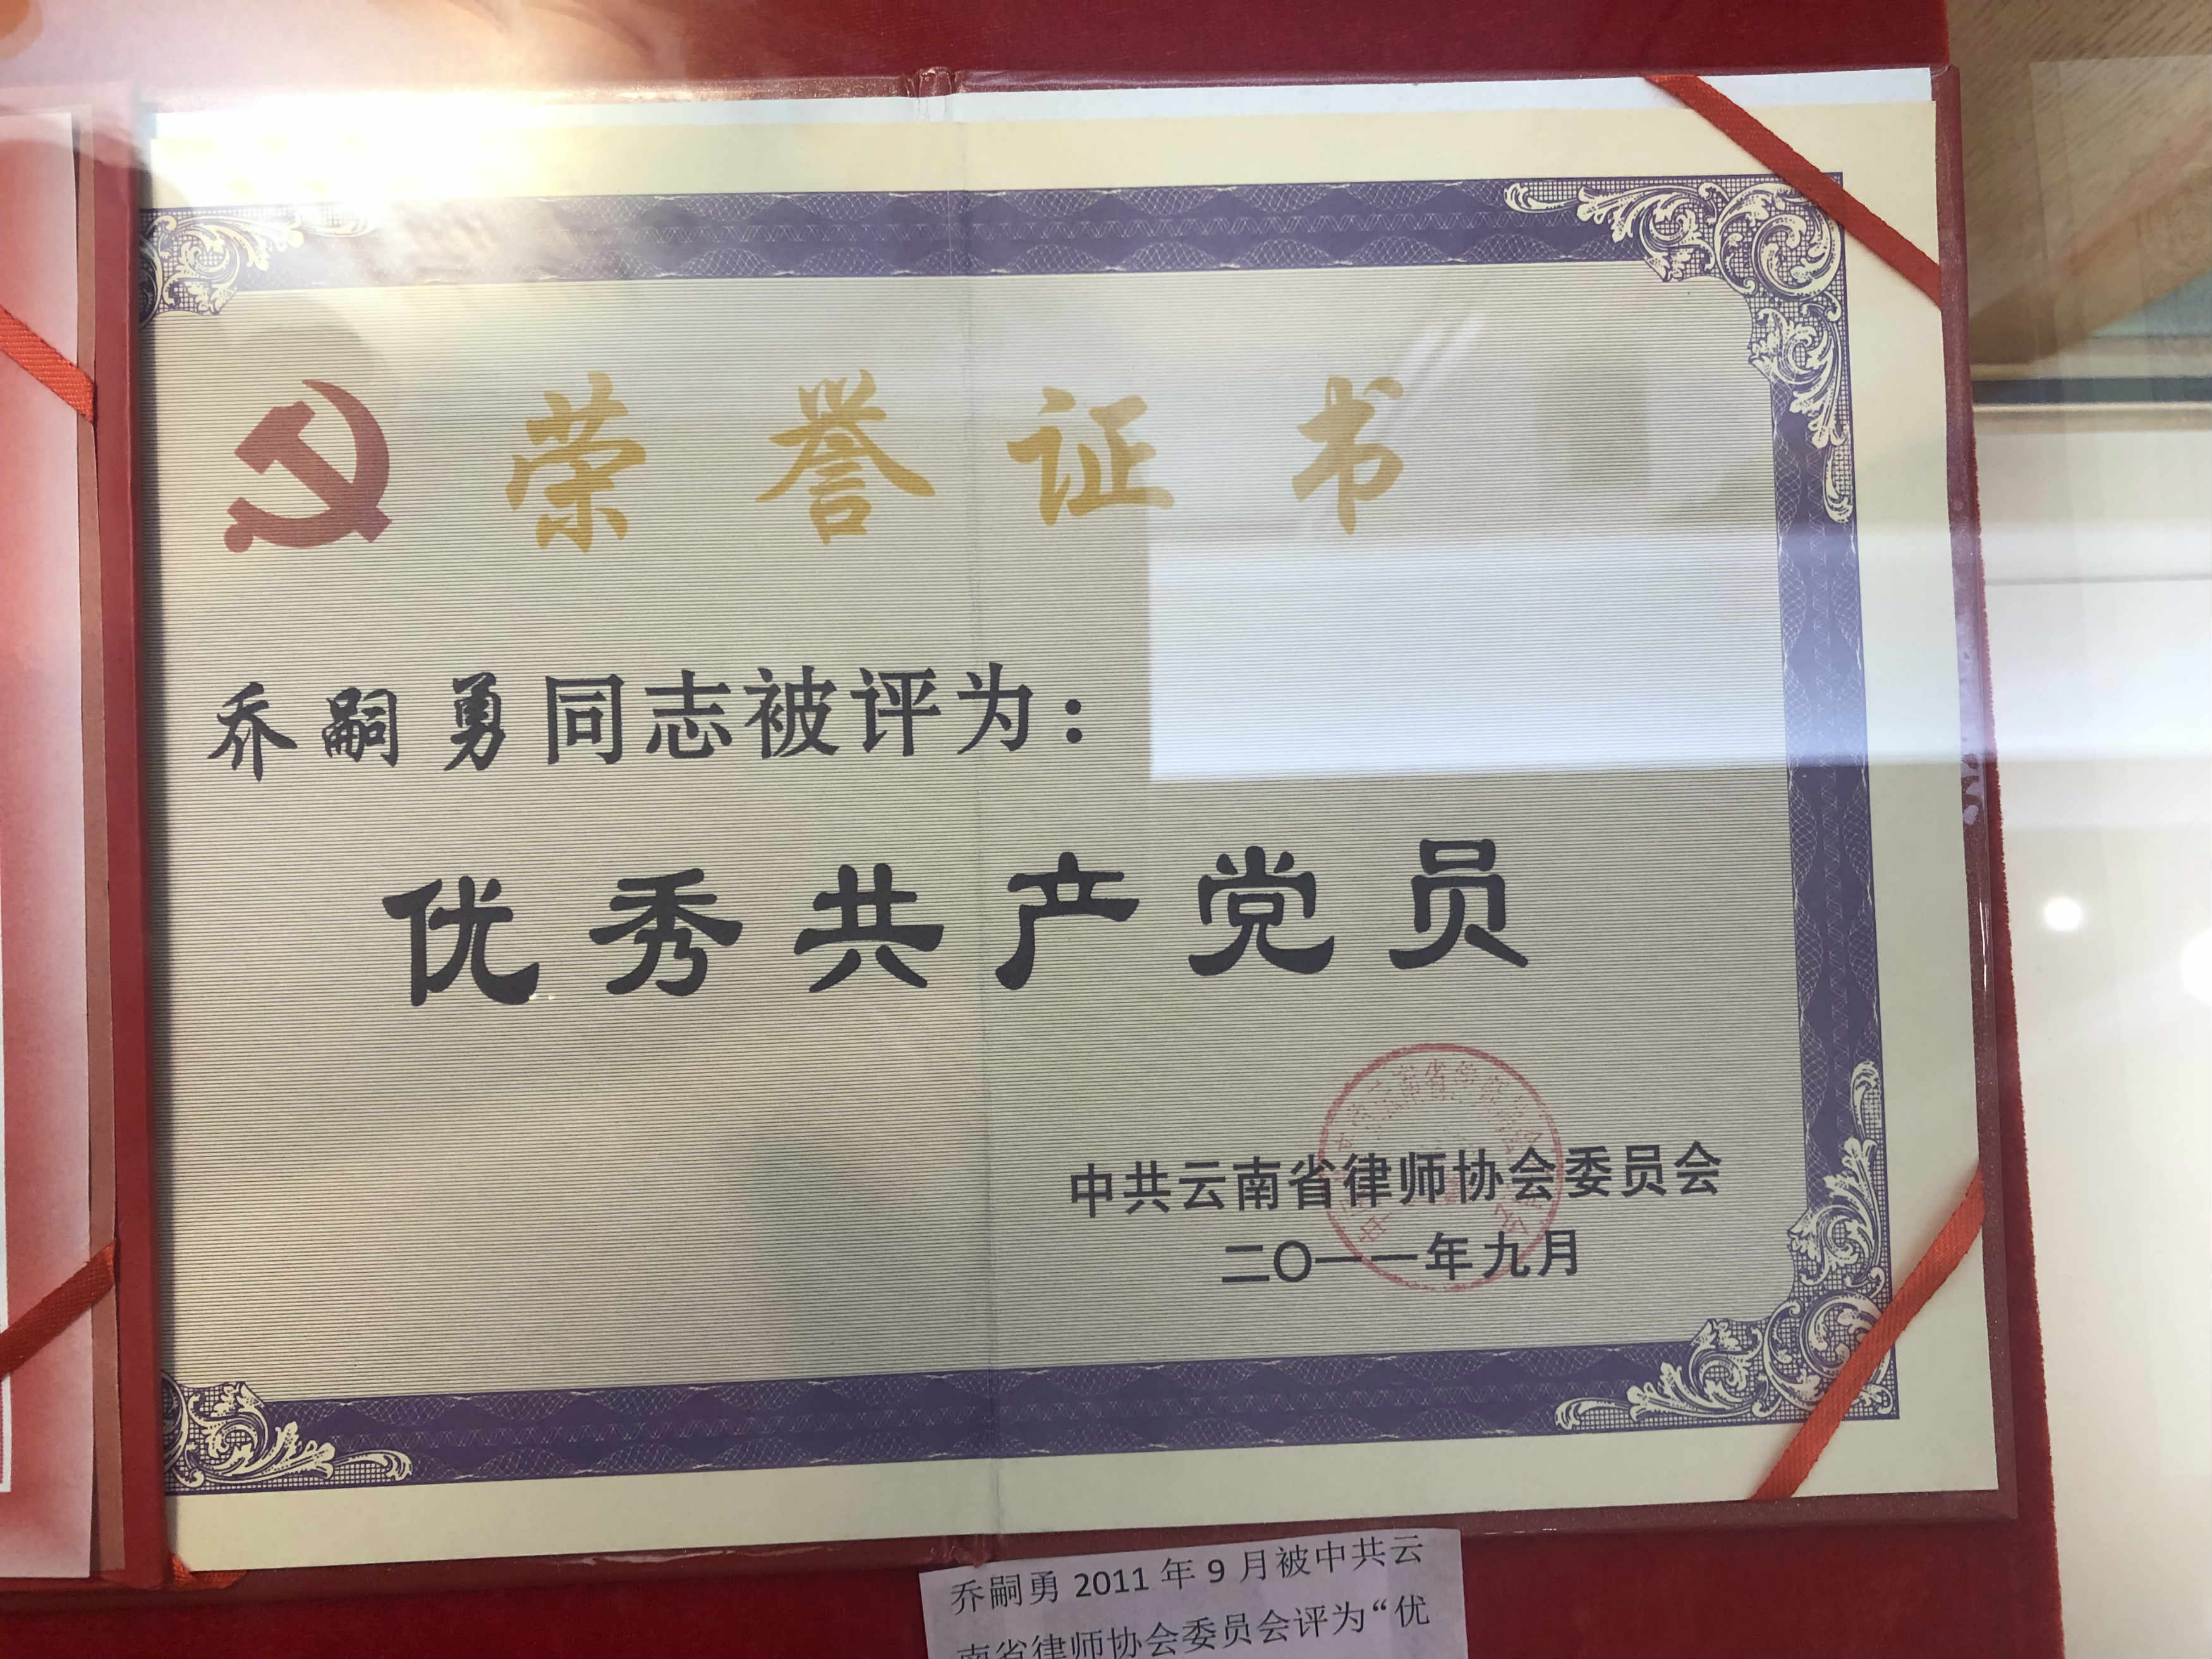 荣誉证书
乔嗣勇同志被评为：
优秀共产党员
中共云南省律师协会委员会
二〇一一年九月
乔嗣勇 2011 年 9 月被中共云
南省律师协会委员会评为“优